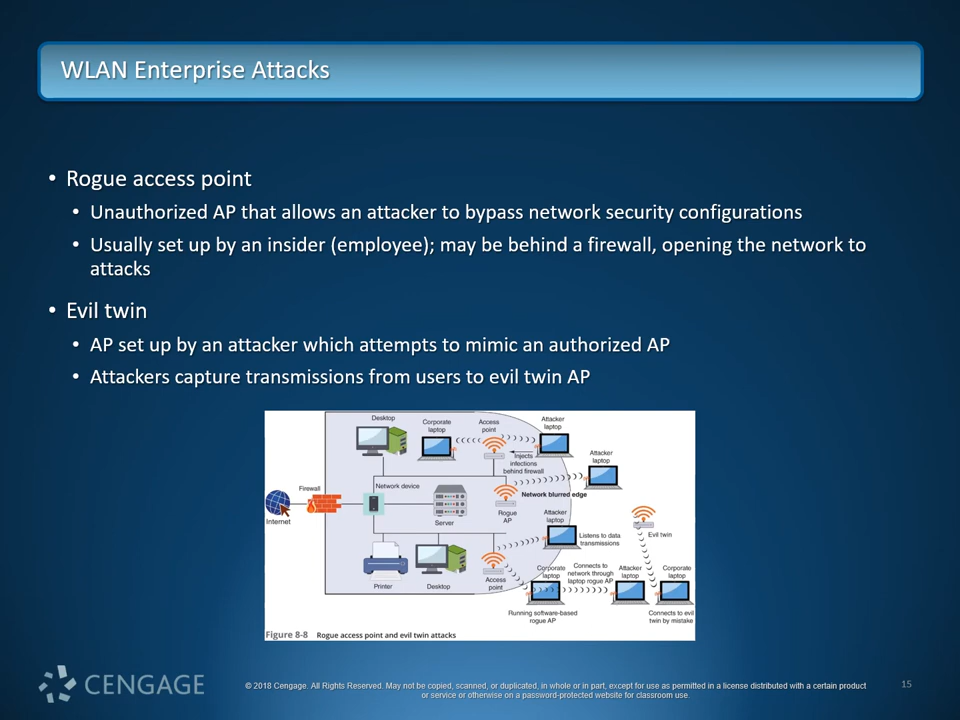 WLAN Enterprise Attacks
• Rogue access point
• Unauthorized AP that allows an attacker to bypass network security configurations
• Usually set up by an insider (employee); may be behind a firewall, opening the network to
attacks
• Evil twin
• AP set up by an attacker which attempts to mimic an authorized AP
• Attackers capture transmissions from users to evil twin AP
Desktop
Corporate
laptop
Access
point
Attacker
laptop
Injects
infections
behind firewall
Attacker
laptop
Firewall
Network device
Network blurred edge
Internet
Server
Rogue
AP
Attacker
laptop
Listens to data
transmissions
Evil twin
Printer
Desktop
Access
point
Corporate
laptop
Connects to
network through
laptop rogue AP
Attacker
laptop
Corporate
laptop
Running software-based
rogue AP
Connects to evil
twin by mistake
Figure 8-8 Rogue access point and evil twin attacks
CENGAGE
© 2018 Cengage. All Rights Reserved. May not be copied, scanned, or duplicated, in whole or in part, except for use as permitted in a license distributed with a certain product
or service or otherwise on a password-protected website for classroom use.
15